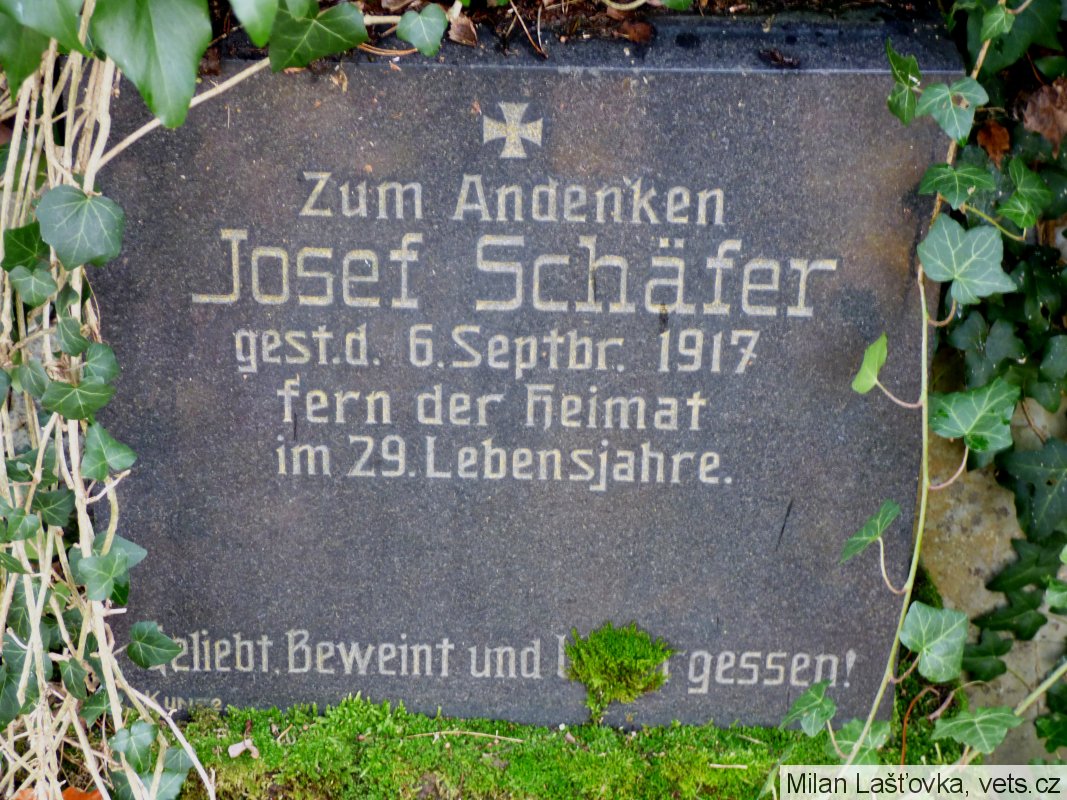 Zum Andenken
Josef Schäfer
gest.d. 6.Septbr. 1917
fern der Heimat
im 29.Lebensjahre.
Geliebt, Beweint und gessen!
Milan Lašťovka, vets.cz